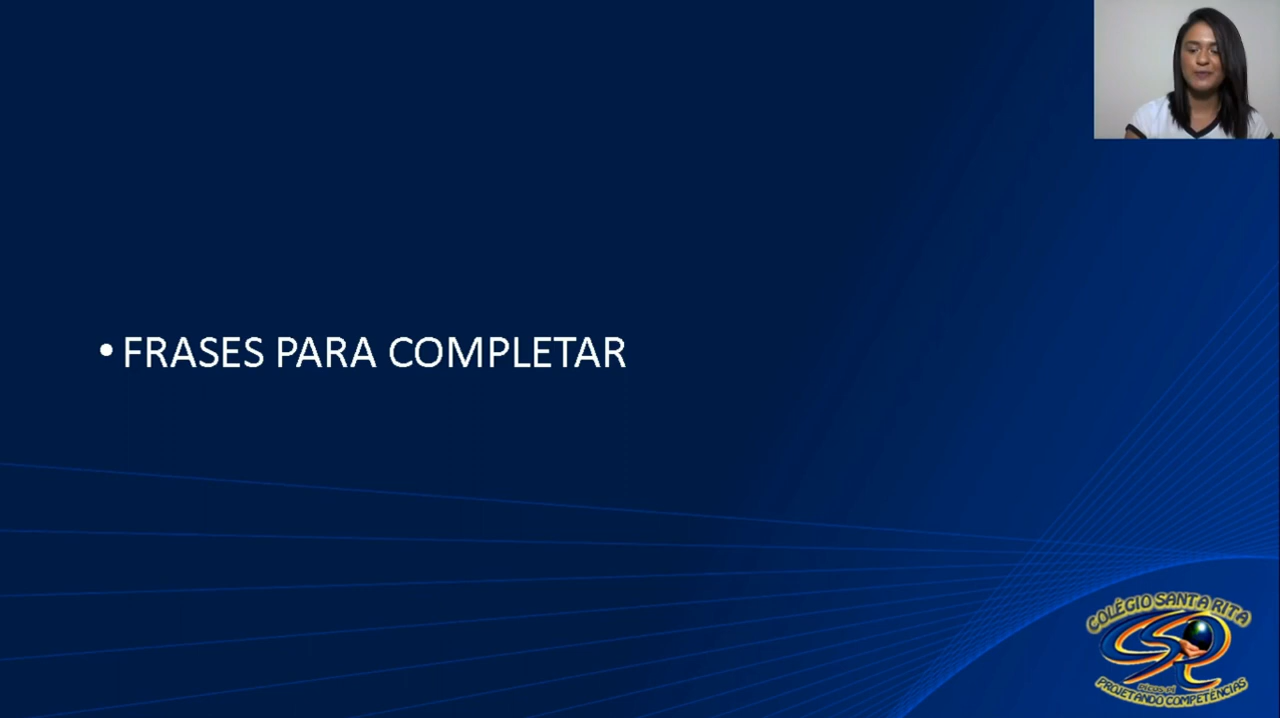 • FRASES PARA COMPLETAR
COLÉGIO SANTA RITA
PROJETANDO COMPETÊNCIAS